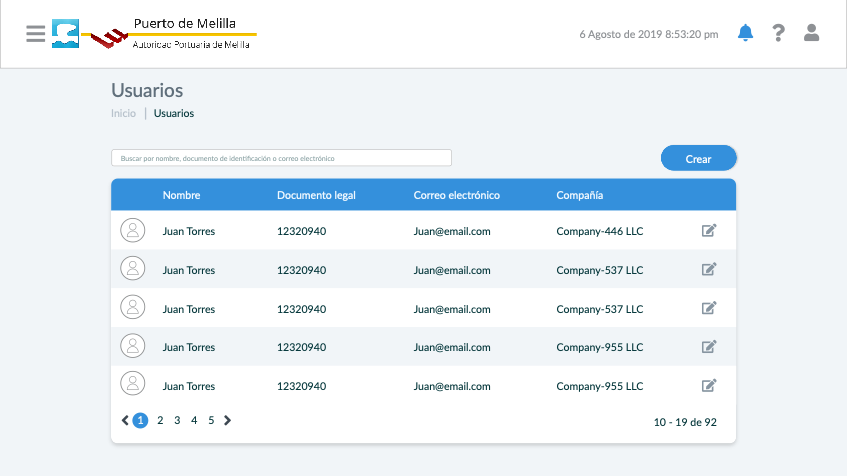 Puerto de Melilla
Autoridad Portuaria de Melilla
6 Agosto de 2019 8:53:20 pm
Usuarios
Inicio | Usuarios
Buscar por nombre, documento de identificación o correo electrónico
Crear
Nombre Documento legal Correo electrónico Compañía
Juan Torres 12320940 Juan@email.com Company-446 LLC
Juan Torres 12320940 Juan@email.com Company-537 LLC
Juan Torres 12320940 Juan@email.com Company-537 LLC
Juan Torres 12320940 Juan@email.com Company-955 LLC
Juan Torres 12320940 Juan@email.com Company-955 LLC
1 2 3 4 5 10 - 19 de 92